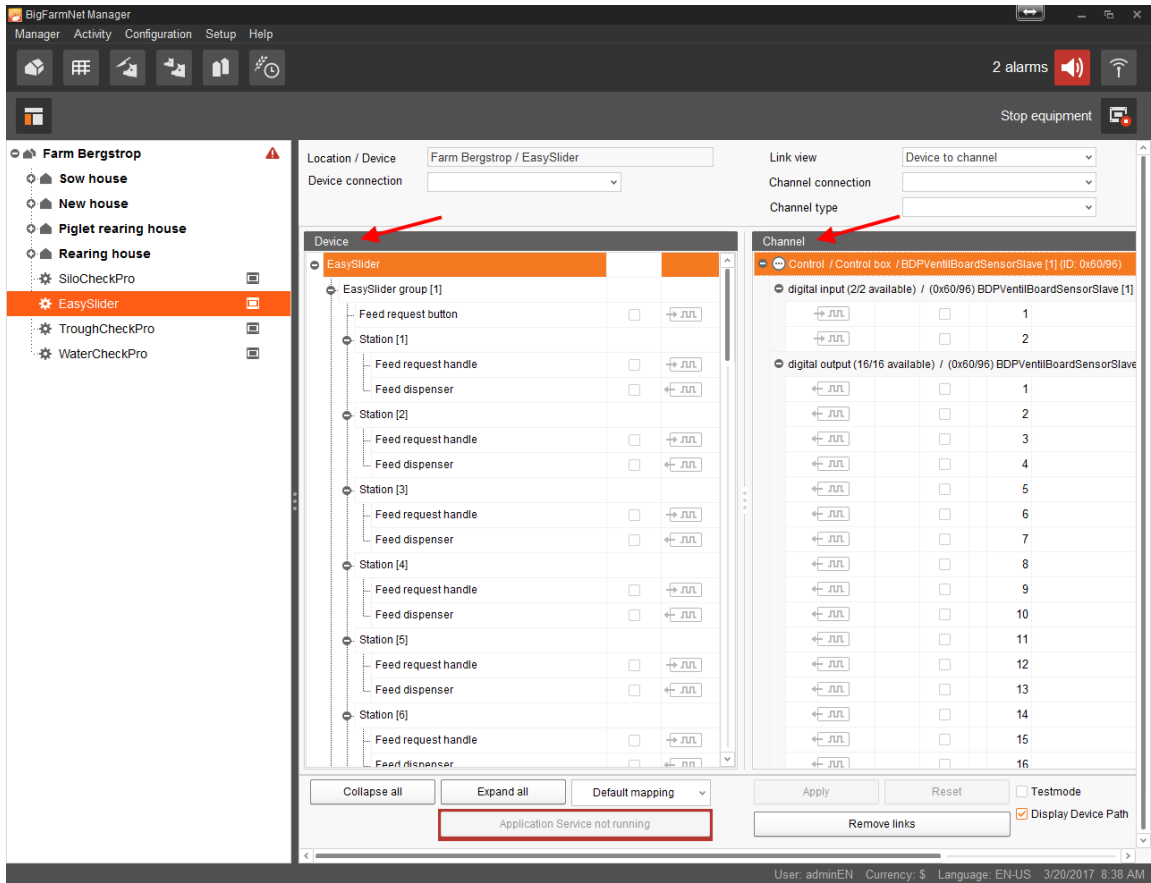 BigFarmNet Manager
Manager Activity Configuration Setup Help
2 alarms
Stop equipment
Farm Bergstrop
Sow house
New house
Piglet rearing house
Rearing house
SiloCheckPro
EasySlider
TroughCheckPro
WaterCheckPro
Location / Device Farm Bergstrop / EasySlider
Device connection
Link view Device to channel
Channel connection
Channel type
Device
EasySlider
EasySlider group [1]
Feed request button
Station [1]
Feed request handle
Feed dispenser
Station [2]
Feed request handle
Feed dispenser
Station [3]
Feed request handle
Feed dispenser
Station [4]
Feed request handle
Feed dispenser
Station [5]
Feed request handle
Feed dispenser
Station [6]
Feed request handle
Feed dispenser
Channel
Control / Control box / BDPVentilBoardSensorSlave [1] (ID: 0x60/96)
digital input (2/2 available) / (0x60/96) BDPVentilBoardSensorSlave [1]
1
2
digital output (16/16 available) / (0x60/96) BDPVentilBoardSensorSlave
1
2
3
4
5
6
7
8
9
10
11
12
13
14
15
16
Collapse all Expand all Default mapping
Application Service not running
Apply Reset Testmode
Remove links Display Device Path
User: adminEN Currency: $ Language: EN-US 3/20/2017 8:38 AM